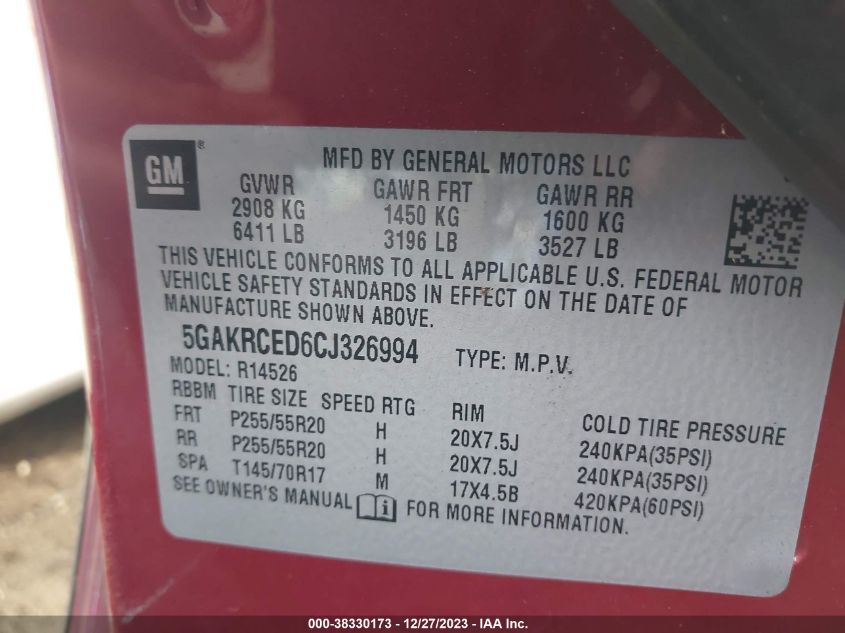 GM®
MFD BY GENERAL MOTORS LLC
GVWR GAWR FRT GAWR RR
2908 KG 1450 KG 1600 KG
6411 LB 3196 LB 3527 LB
THIS VEHICLE CONFORMS TO ALL APPLICABLE U.S. FEDERAL MOTOR
VEHICLE SAFETY STANDARDS IN EFFECT ON THE DATE OF
MANUFACTURE SHOWN ABOVE.
5GAKRCED6CJ326994 TYPE: M.P.V.
MODEL: R14526
RBBM TIRE SIZE SPEED RTG RIM COLD TIRE PRESSURE
FRT P255/55R20 H 20X7.5J 240KPA(35PSI)
RR P255/55R20 H 20X7.5J 240KPA(35PSI)
SPA T145/70R17 M 17X4.5B 420KPA(60PSI)
SEE OWNER'S MANUAL i FOR MORE INFORMATION.
000-38330173 - 12/27/2023 - IAA Inc.